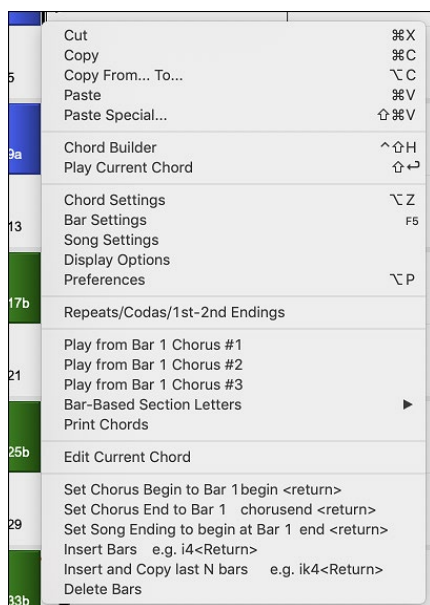 Cut ⌘X
Copy ⌘C
5 Copy From... To... ⌥C
Paste ⌘V
Paste Special... ⇧⌘V
9a Chord Builder ^⇧H
Play Current Chord ⇧↩
Chord Settings ⌥Z
13 Bar Settings F5
Song Settings
Display Options
Preferences ⌥P
17b Repeats/Codas/1st-2nd Endings
Play from Bar 1 Chorus #1
Play from Bar 1 Chorus #2
21 Play from Bar 1 Chorus #3
Bar-Based Section Letters ▶
Print Chords
25b Edit Current Chord
Set Chorus Begin to Bar 1 begin <return>
Set Chorus End to Bar 1 chorusend <return>
29 Set Song Ending to begin at Bar 1 end <return>
Insert Bars e.g. i4<Return>
Insert and Copy last N bars e.g. ik4<Return>
Delete Bars
33b